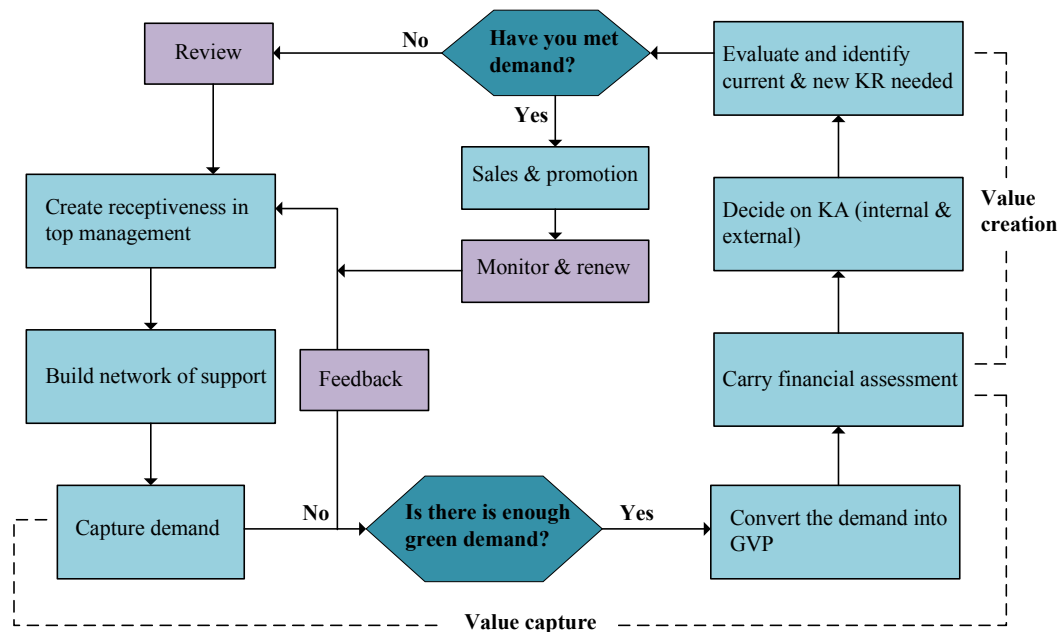 Review
No
Have you met
demand?
Evaluate and identify
current & new KR needed
Yes
Sales & promotion
Create receptiveness in
top management
Decide on KA (internal &
external)
Value
creation
Monitor & renew
Build network of support
Feedback
Carry financial assessment
Capture demand
No
Is there is enough
green demand?
Yes
Convert the demand into
GVP
Value capture